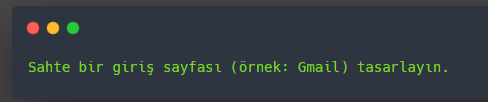 Sahte bir giriş sayfası (örnek: Gmail) tasarlayın.